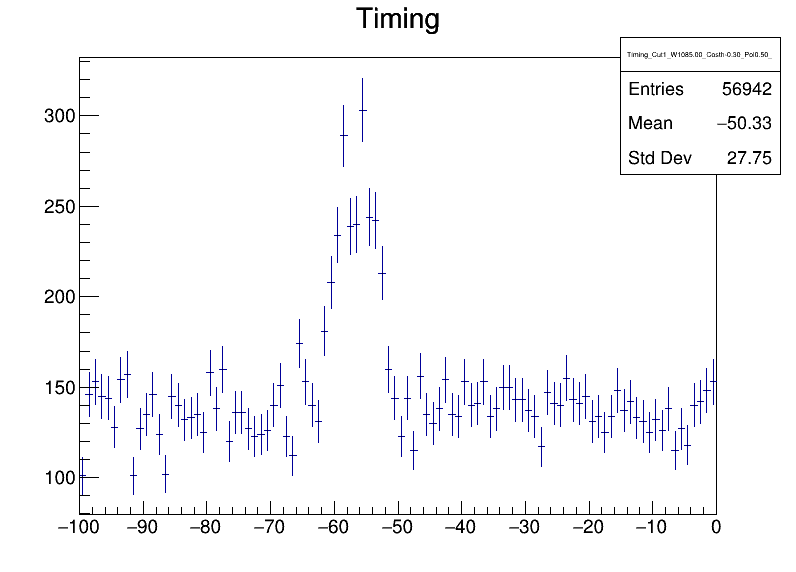 Timing
Timing_Cut1_W1085.00_Costh-0.30_Pol0.50_
Entries 56942
Mean −50.33
Std Dev 27.75
300
250
200
150
100
−100 −90 −80 −70 −60 −50 −40 −30 −20 −10 0